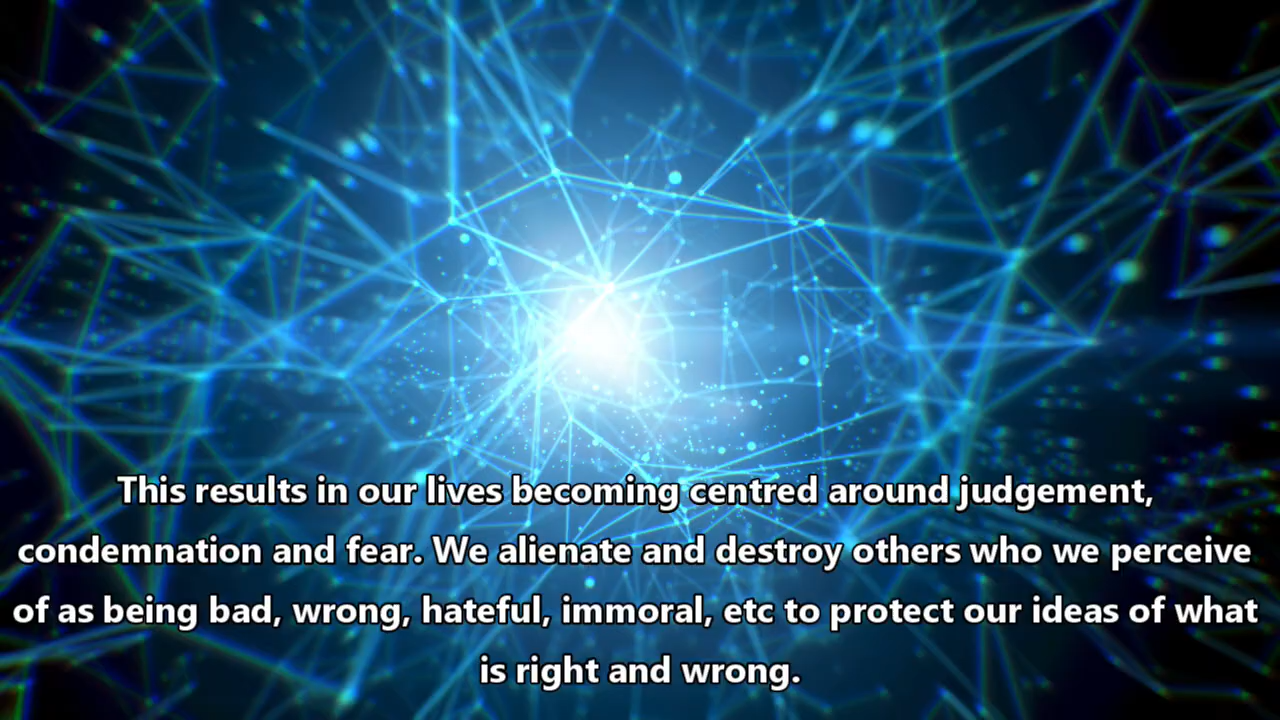 This results in our lives becoming centred around judgement,
condemnation and fear. We alienate and destroy others who we perceive
of as being bad, wrong, hateful, immoral, etc to protect our ideas of what
is right and wrong.